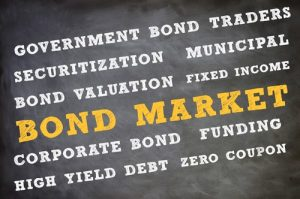 GOVERNMENT BOND TRADERS
SECURITIZATION MUNICIPAL
BOND VALUATION FIXED INCOME
BOND MARKET
CORPORATE BOND FUNDING
HIGH YIELD DEBT ZERO COUPON